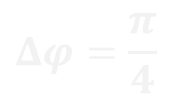 Δφ = π/4